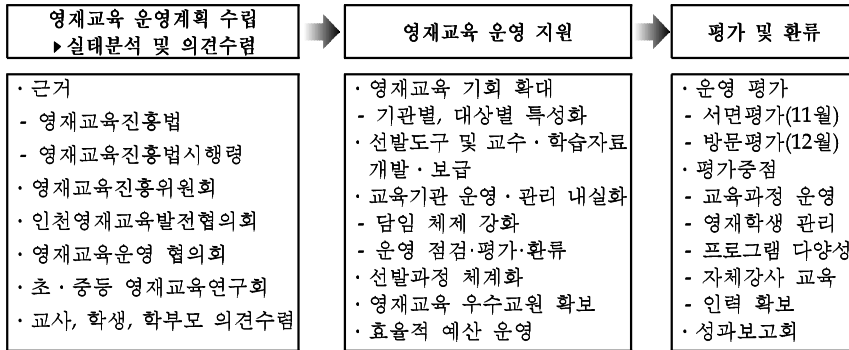 영재교육 운영계획 수립
▶실태분석 및 의견수렴
· 근거
- 영재교육진흥법
- 영재교육진흥법시행령
· 영재교육진흥위원회
· 인천영재교육발전협의회
· 영재교육운영 협의회
· 초 · 중등 영재교육연구회
· 교사, 학생, 학부모 의견수렴
영재교육 운영 지원
· 영재교육 기회 확대
- 기관별, 대상별 특성화
· 선발도구 및 교수 · 학습자료
개발 · 보급
· 교육기관 운영 · 관리 내실화
- 담임 체제 강화
- 운영 점검·평가·환류
· 선발과정 체계화
· 영재교육 우수교원 확보
· 효율적 예산 운영
평가 및 환류
· 운영 평가
- 서면평가(11월)
- 방문평가(12월)
· 평가중점
- 교육과정 운영
- 영재학생 관리
- 프로그램 다양성
- 자체강사 교육
- 인력 확보
· 성과보고회